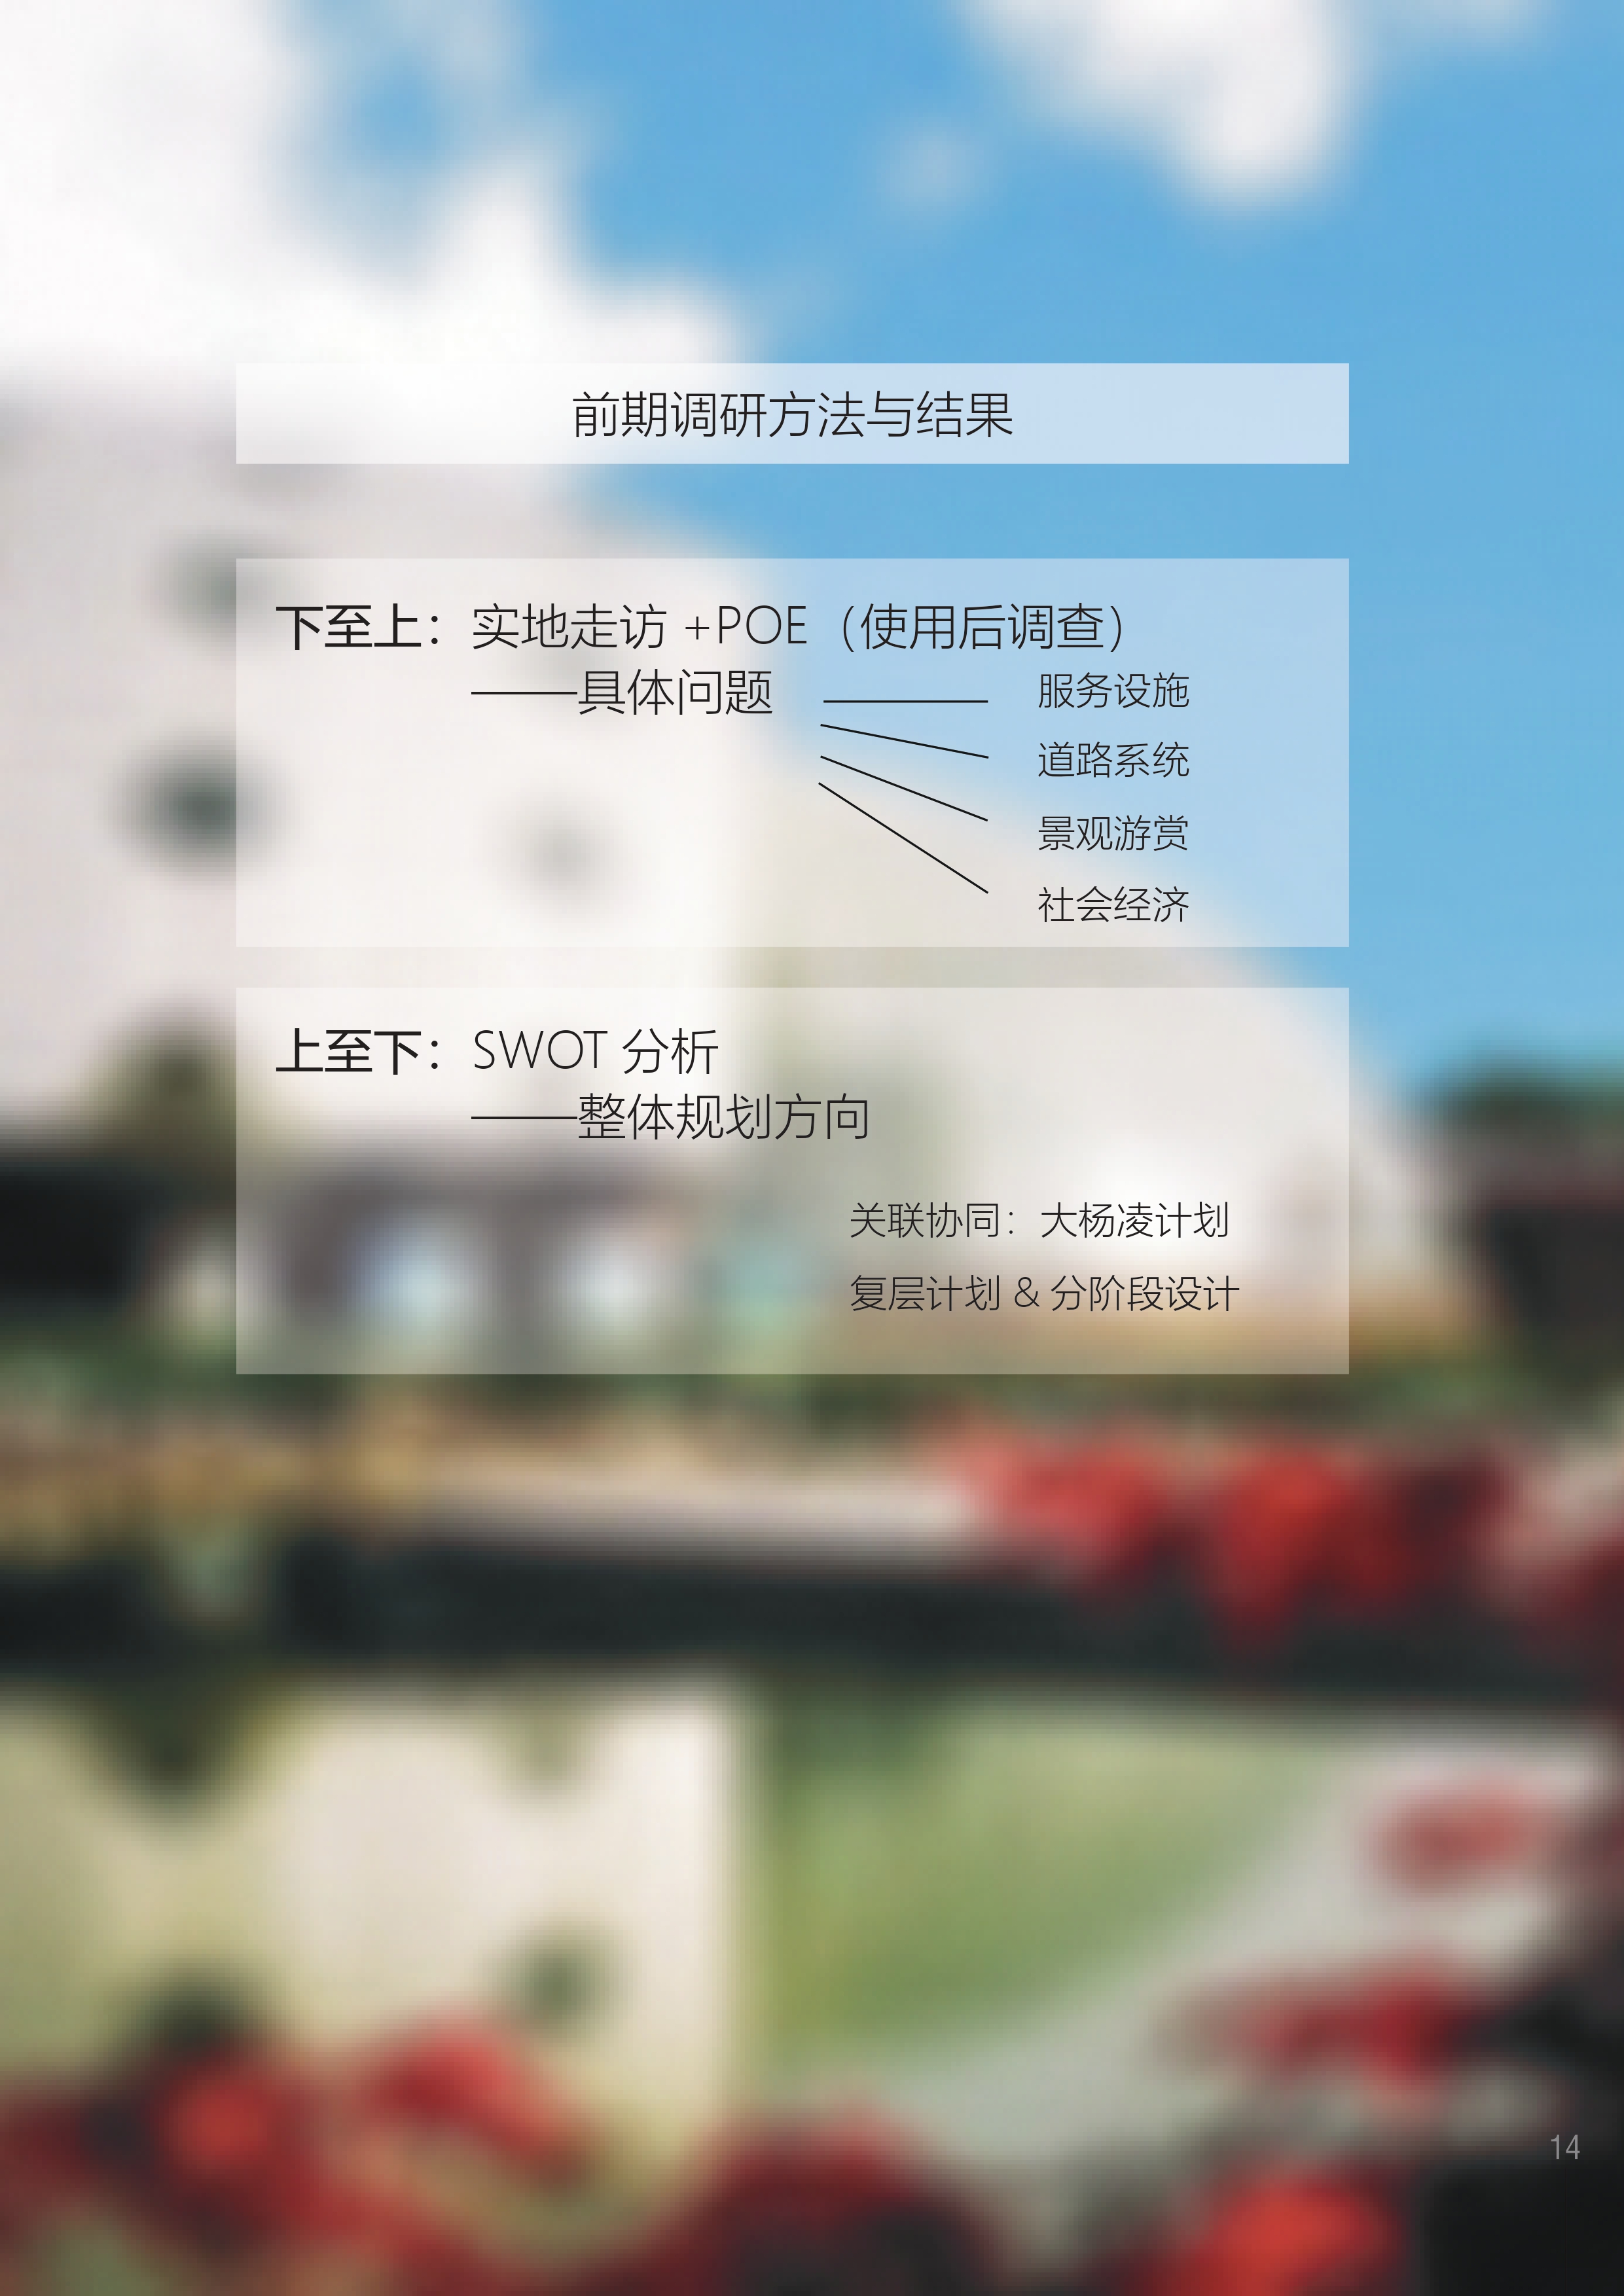 前期调研方法与结果
下至上：实地走访 +POE（使用后调查）
——具体问题
服务设施
道路系统
景观游赏
社会经济
上至下：SWOT 分析
——整体规划方向
关联协同：大杨凌计划
复层计划 & 分阶段设计
14